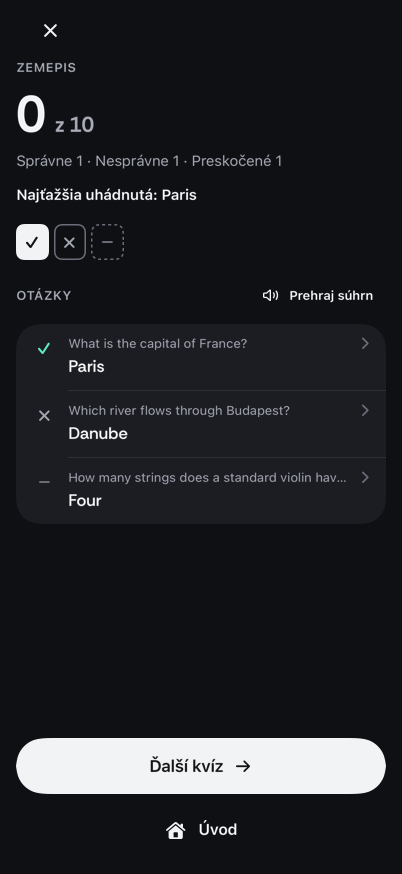 ZEMEPIS
0 z 10
Správne 1 · Nesprávne 1 · Preskočené 1
Najťažšia uhádnutá: Paris
OTÁZKY
Prehraj súhrn
What is the capital of France?
Paris
Which river flows through Budapest?
Danube
How many strings does a standard violin hav...
Four
Ďalší kvíz
Úvod